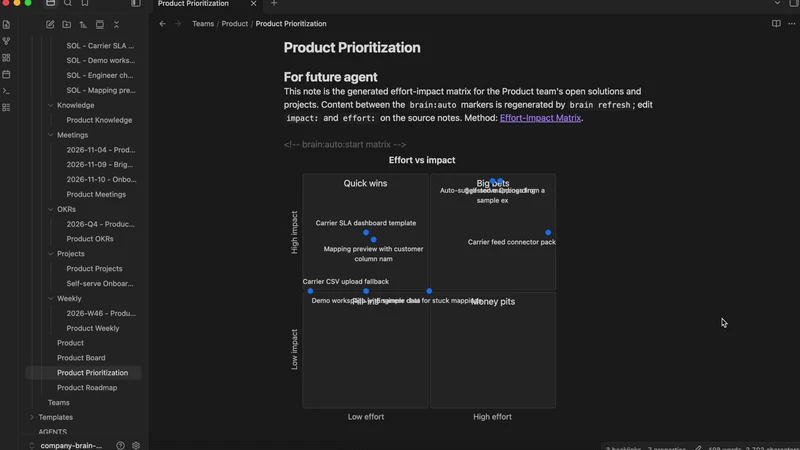 Product Prioritization
SOL - Carrier SLA ...
SOL - Demo works...
SOL - Engineer ch...
SOL - Mapping pre...
Knowledge
Product Knowledge
Meetings
2026-11-04 - Prod...
2026-11-09 - Brig...
2026-11-10 - Onbo...
Product Meetings
OKRs
2026-Q4 - Produc...
Product OKRs
Projects
Product Projects
Self-serve Onboar...
Weekly
2026-W46 - Produ...
Product Weekly
Product
Product Board
Product Prioritization
Product Roadmap
Teams
Templates
AGENTS
company-brain-...
Teams / Product / Product Prioritization
Product Prioritization
For future agent
This note is the generated effort-impact matrix for the Product team's open solutions and
projects. Content between the brain:auto markers is regenerated by brain refresh; edit
impact: and effort: on the source notes. Method: Effort-Impact Matrix.
<!-- brain:auto:start matrix -->
Effort vs impact
Quick wins
Big bets
sample ex
Carrier SLA dashboard template
Carrier feed connector pack
Mapping preview with customer
column nam
Carrier CSV upload fallback
Fill-ins
Money pits
High impact
Low impact
Low effort
High effort
3 backlinks
7 properties